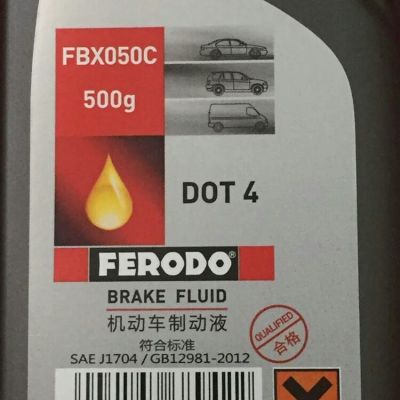 FBX050C
500g
DOT 4
FERODO®
BRAKE FLUID
机动车制动液
符合标准
SAE J1704 / GB12981-2012
QUALIFIED
合格